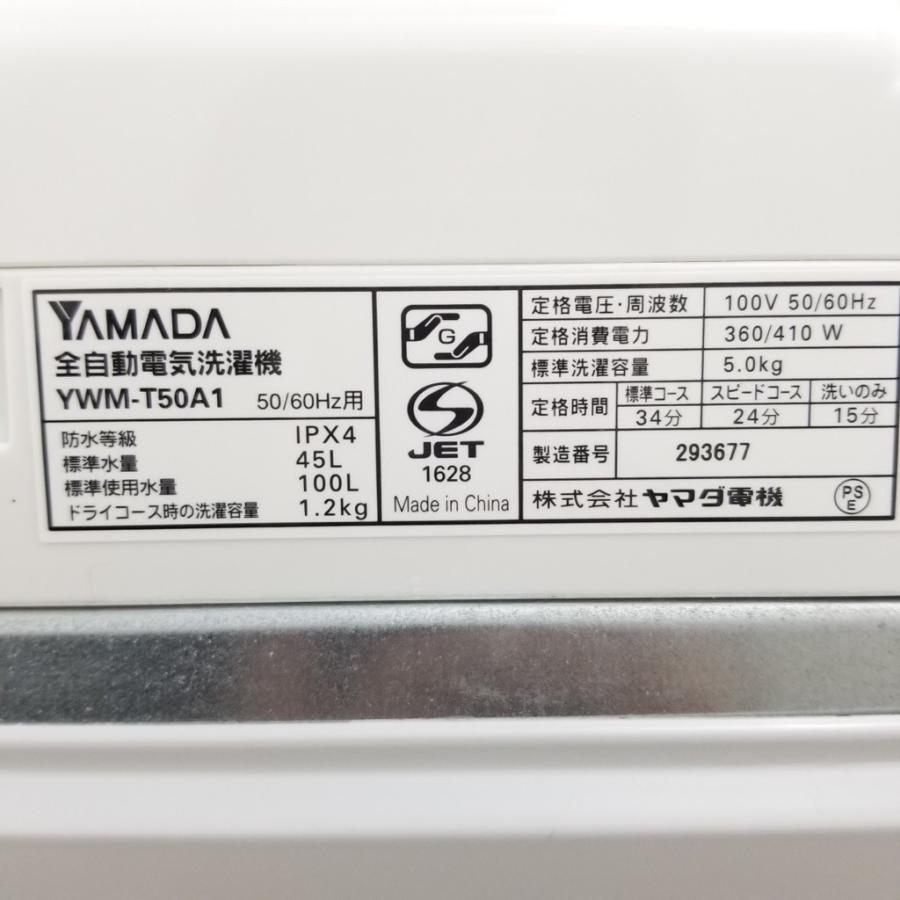 YAMADA
全自動電気洗濯機
YWM-T50A1 50/60Hz用
防水等級 IPX4
標準水量 45L
標準使用水量 100L
ドライコース時の洗濯容量 1.2kg
G
S
JET
1628
Made in China
定格電圧・周波数 100V 50/60Hz
定格消費電力 360/410 W
標準洗濯容量 5.0kg
定格時間 標準コース スピードコース 洗いのみ
34分 24分 15分
製造番号 293677
株式会社ヤマダ電機 PS
E